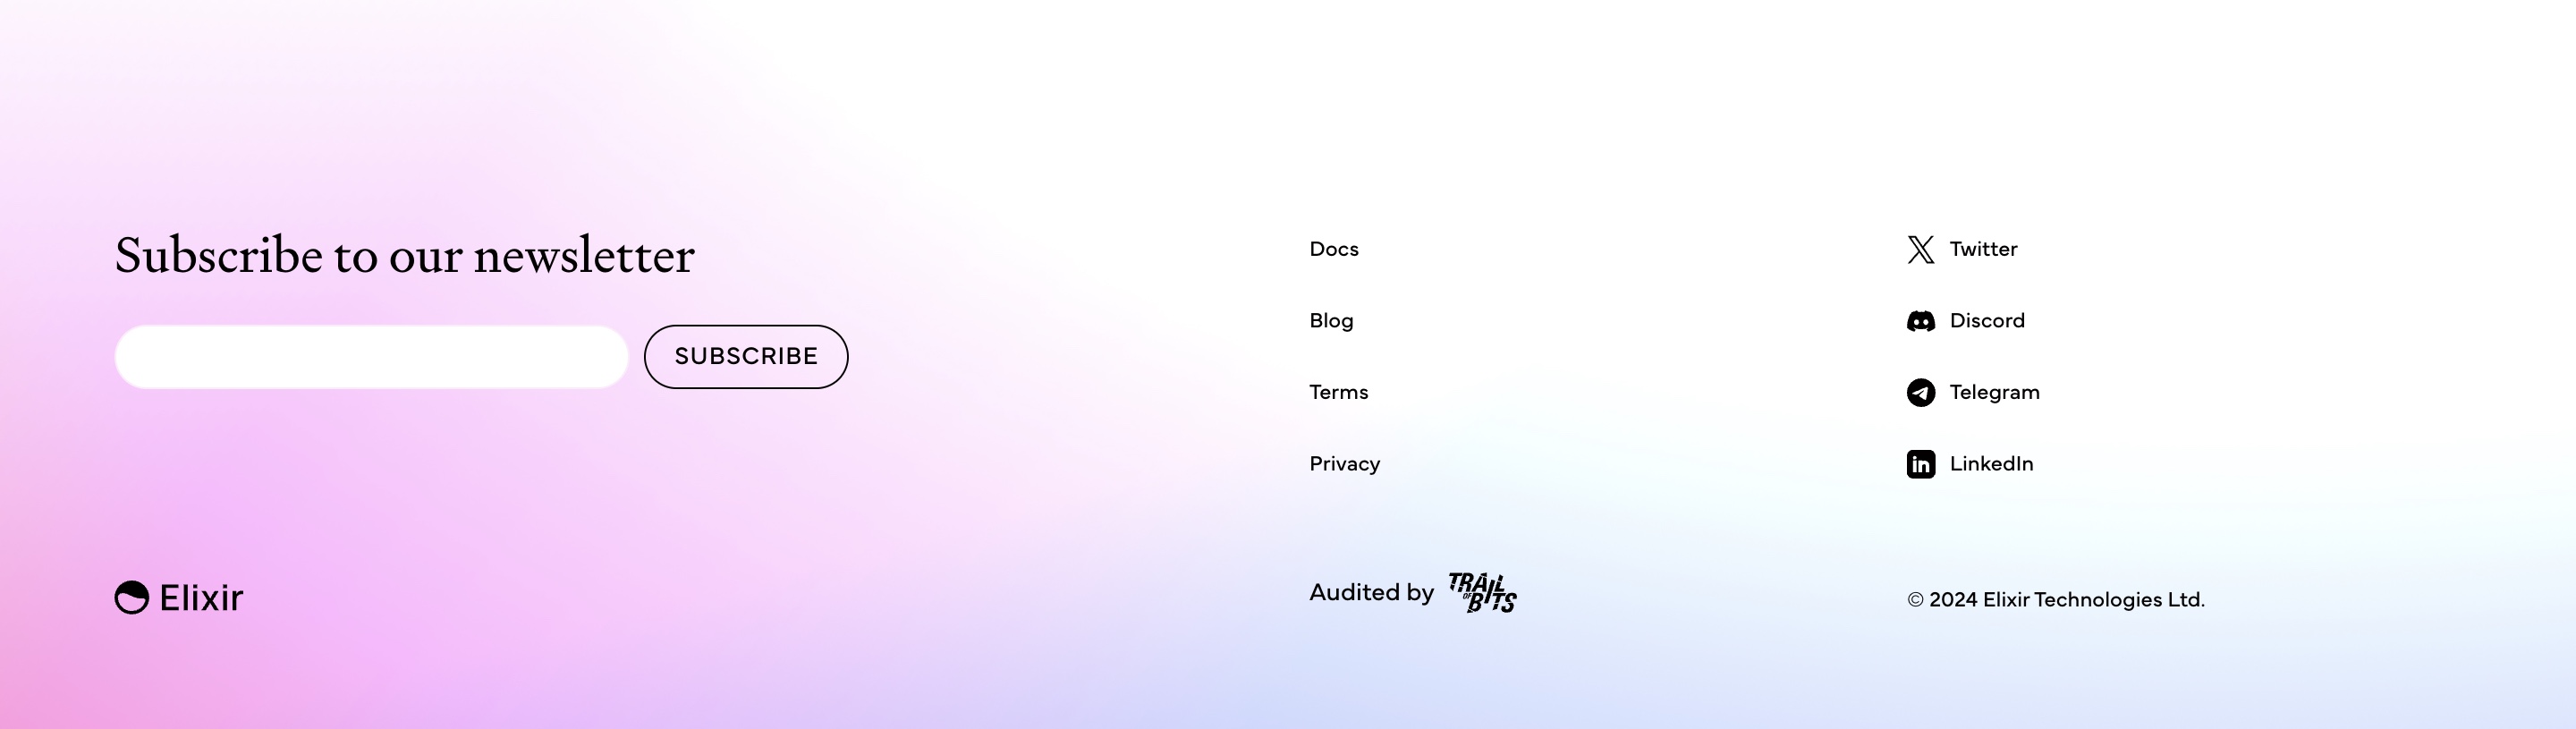 Subscribe to our newsletter
SUBSCRIBE
Docs
Blog
Terms
Privacy
Twitter
Discord
Telegram
LinkedIn
Elixir
Audited by TRAIL OF BITS
© 2024 Elixir Technologies Ltd.